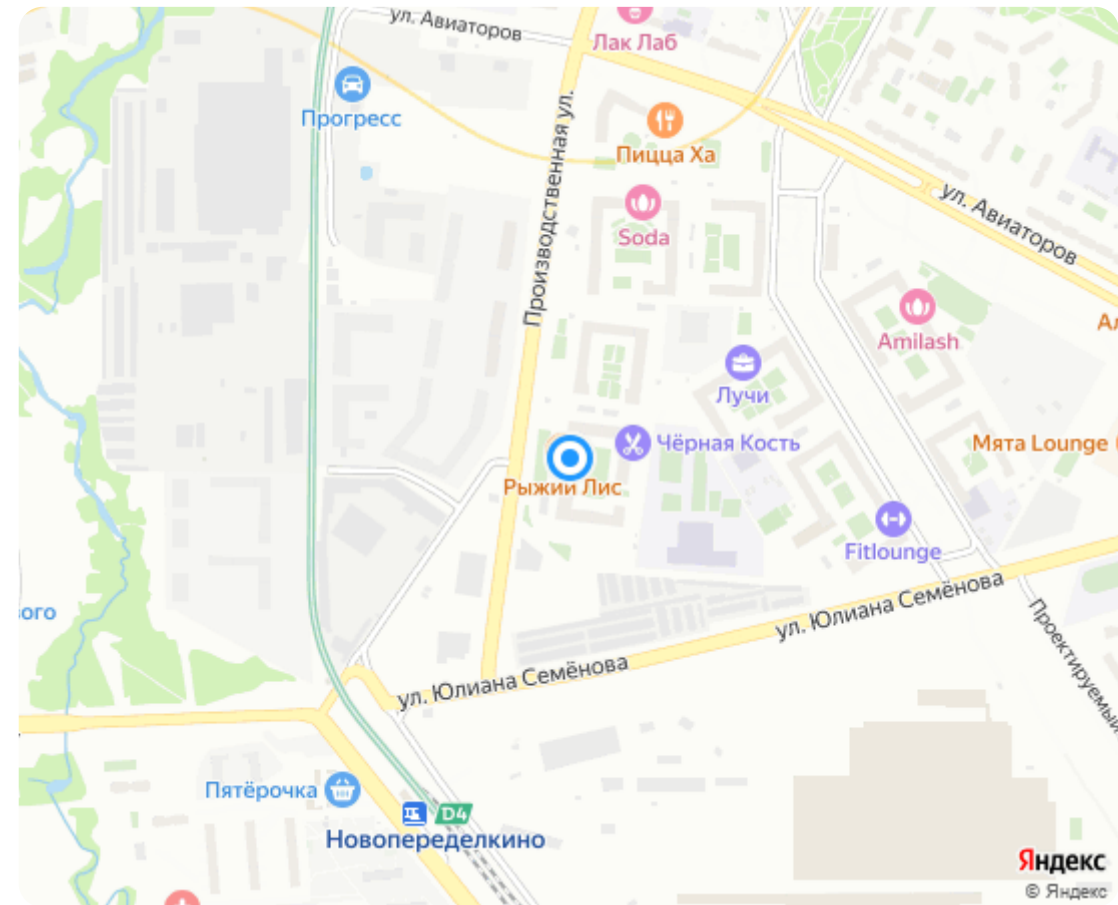 ул. Авиаторов
Лак Лаб
Прогресс
Производственная ул.
Пицца Ха
ул. Авиаторов
Soda
Amilash
Лучи
Чёрная Кость
Мята Lounge
Рыжий Лис
Fitlounge
ого
ул. Юлиана Семёнова
Проектируемый
ул. Юлиана Семёнова
Пятёрочка
D4
Новопеределкино
Яндекс
© Яндекс